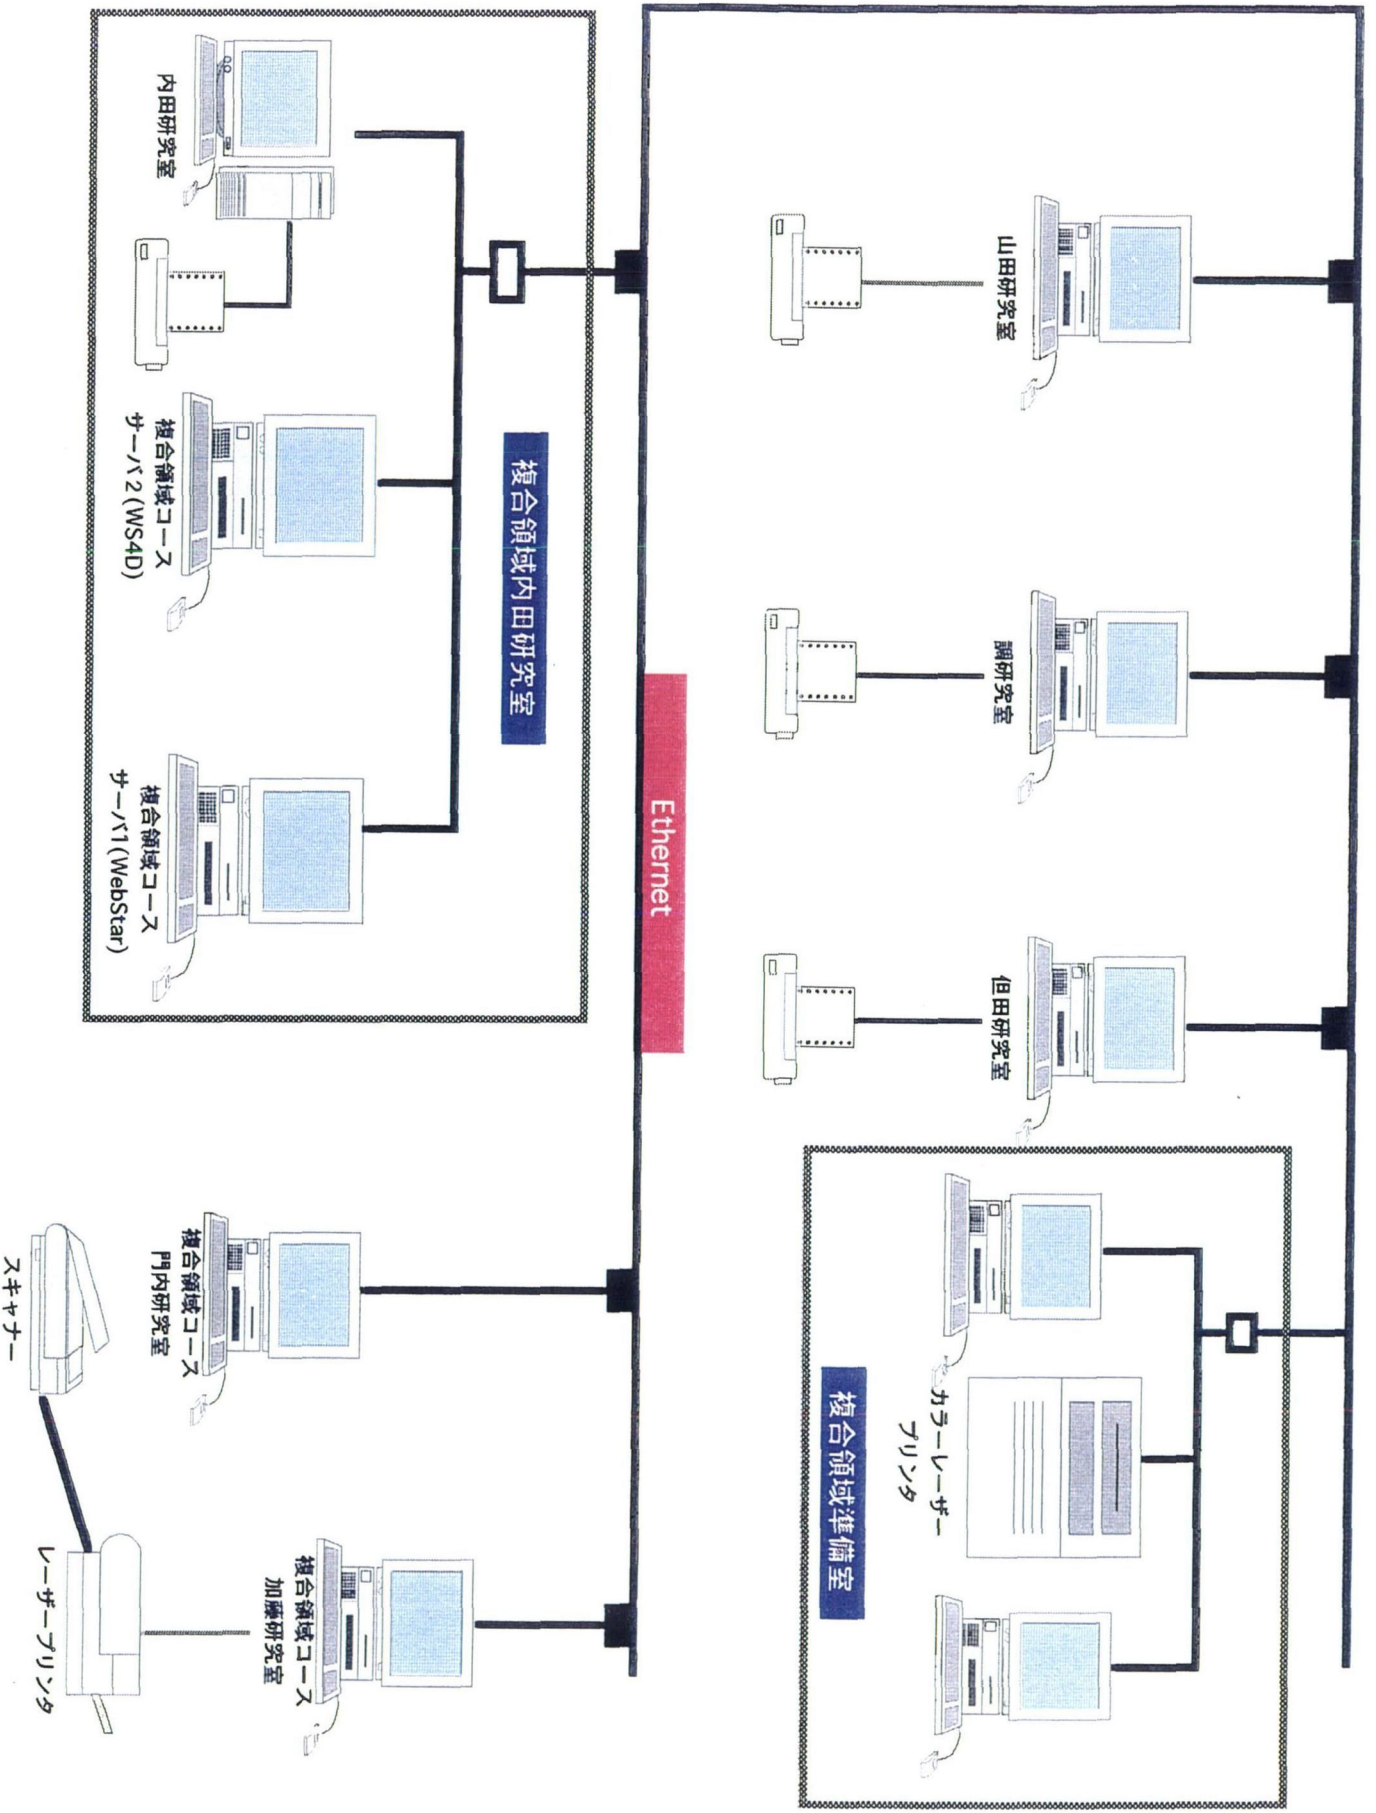 山田研究室
調研究室
但田研究室
カラーレーザー
プリンタ
複合領域準備室
Ethernet
複合領域内田研究室
内田研究室
複合領域コース
サーバ2(WS4D)
複合領域コース
サーバ1(WebStar)
複合領域コース
門内研究室
複合領域コース
加藤研究室
スキャナー
レーザープリンタ